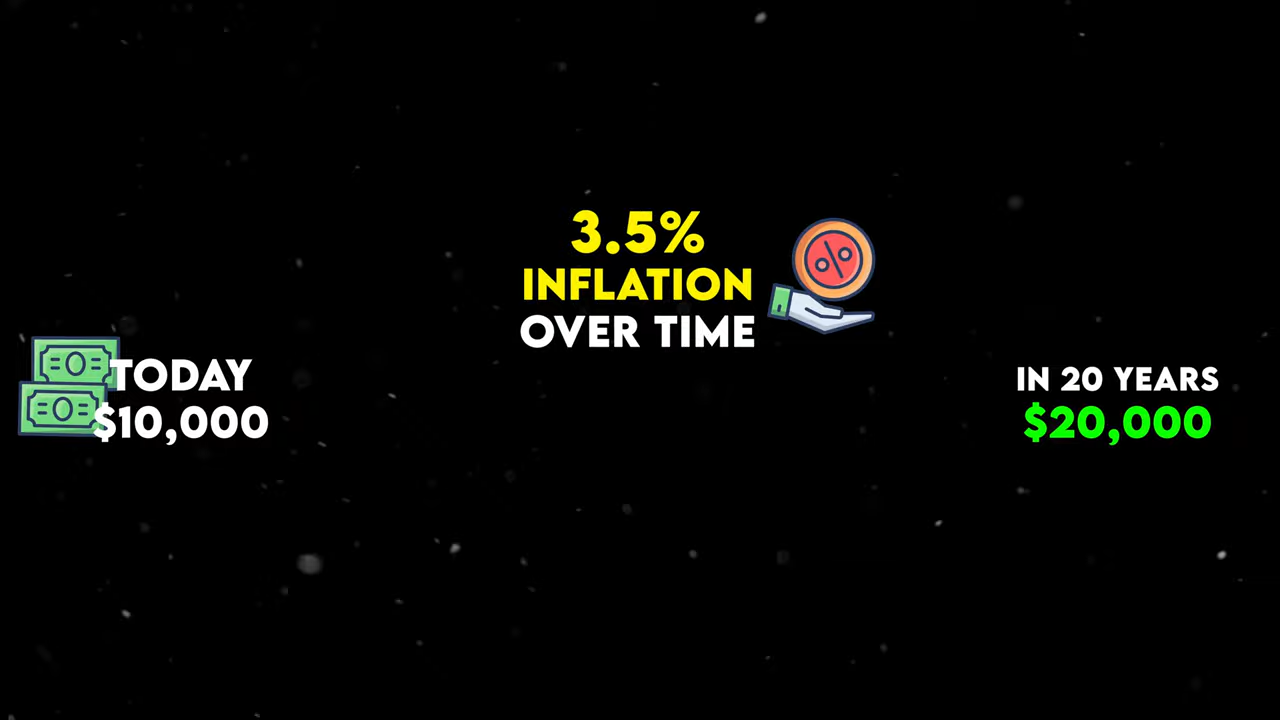 3.5%
INFLATION
OVER TIME
TODAY
$10,000
IN 20 YEARS
$20,000